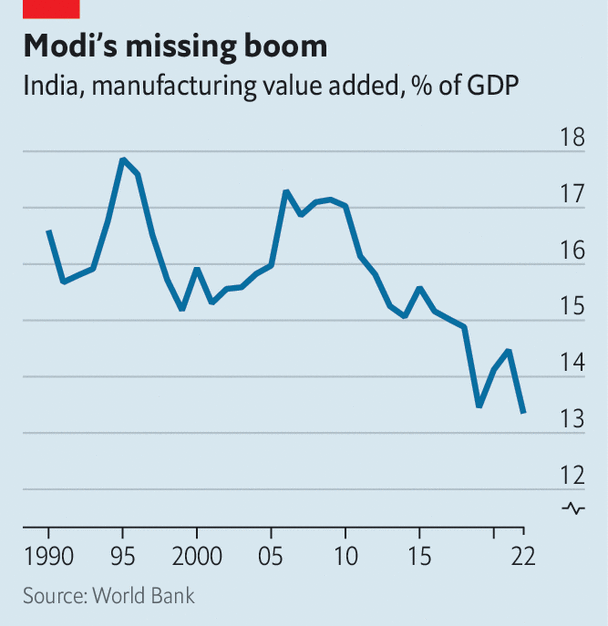 Modi’s missing boom
India, manufacturing value added, % of GDP
18
17
16
15
14
13
12
1990 95 2000 05 10 15 22
Source: World Bank